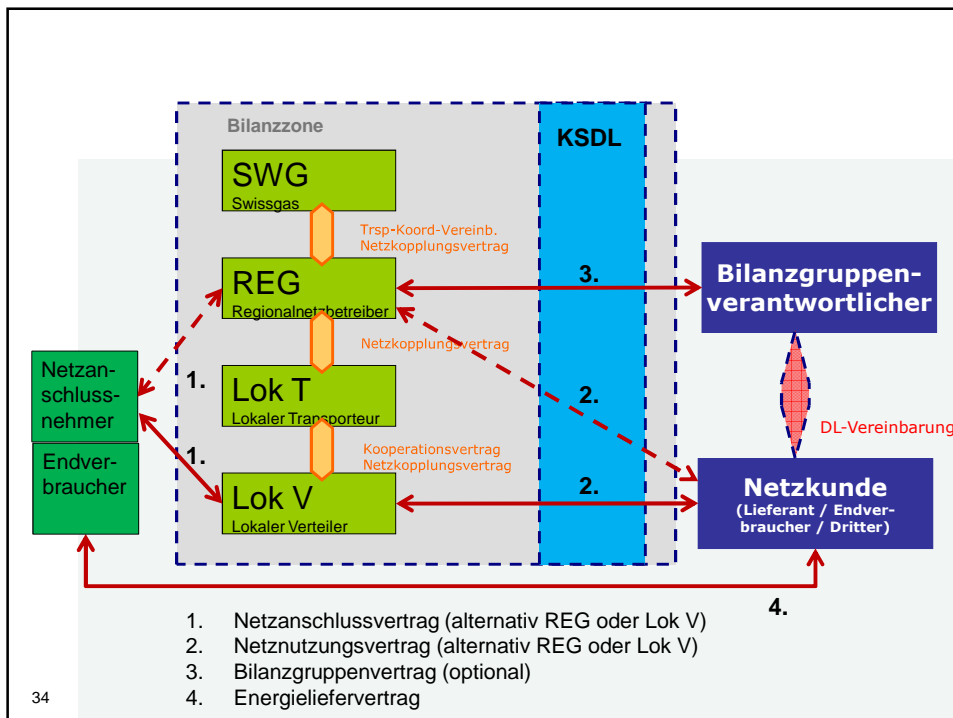 Bilanzzone
KSDL
SWG
Swissgas
Trsp-Koord-Vereinb.
Netzkopplungsvertrag
REG
Regionalnetzbetreiber
3.
Bilanzgruppen-
verantwortlicher
Netzkopplungsvertrag
Netzan-
schluss-
nehmer
1.
Lok T
Lokaler Transporteur
2.
DL-Vereinbarung
Endver-
braucher
1.
Kooperationsvertrag
Netzkopplungsvertrag
Lok V
Lokaler Verteiler
2.
Netzkunde
(Lieferant / Endver-
braucher / Dritter)
4.
1. Netzanschlussvertrag (alternativ REG oder Lok V)
2. Netznutzungsvertrag (alternativ REG oder Lok V)
3. Bilanzgruppenvertrag (optional)
4. Energieliefervertrag
34